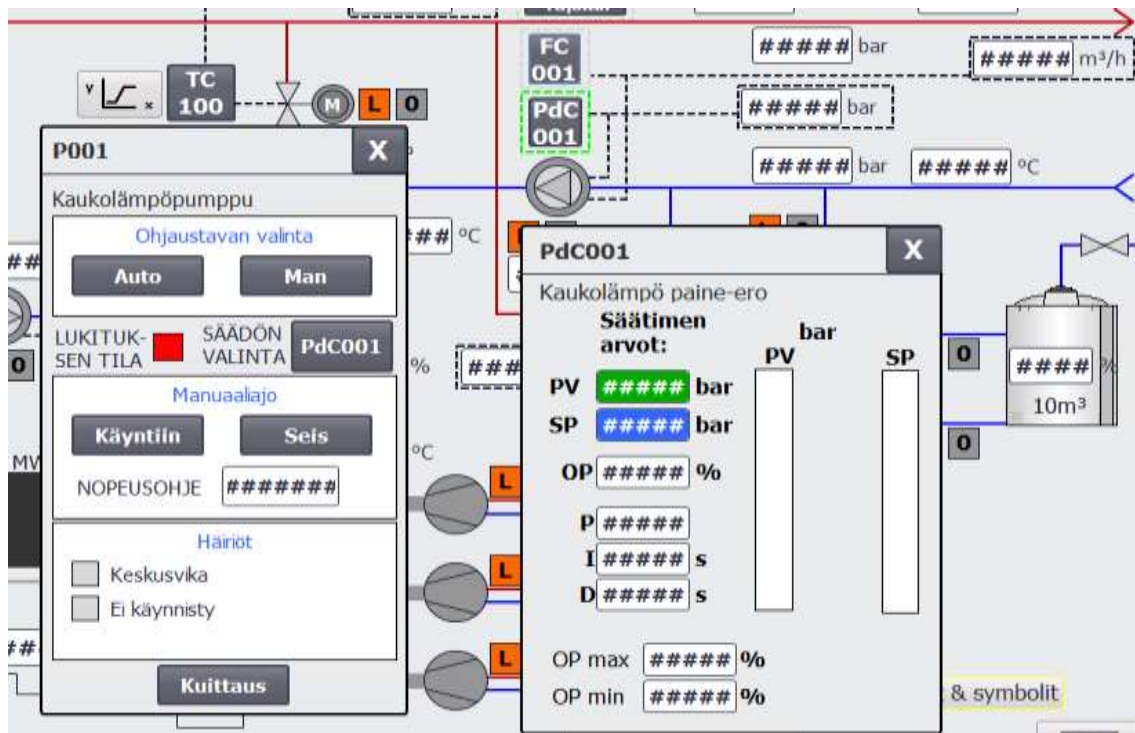 ##### bar
FC
001
##### m³/h
TC
100
V
x
M
L
0
PdC
001
##### bar
##### bar
##### °C
P001
X
Kaukolämpöpumppu
Ohjaustavan valinta
Auto
Man
LUKITUK-
SEN TILA
SÄÄDÖN
VALINTA
PdC001
Manuaaliajo
Käyntiin
Seis
NOPEUSOHJE
#######
Häiriöt
Keskusvika
Ei käynnisty
Kuittaus
## °C
##
0
%
###
MW
°C
L
L
L
##
PdC001
X
Kaukolämpö paine-ero
Säätimen
arvot:
bar
PV
SP
PV ##### bar
SP ##### bar
OP ##### %
P #####
I ##### s
D ##### s
OP max ##### %
OP min ##### %
0
0
#### %
10m³
& symbolit